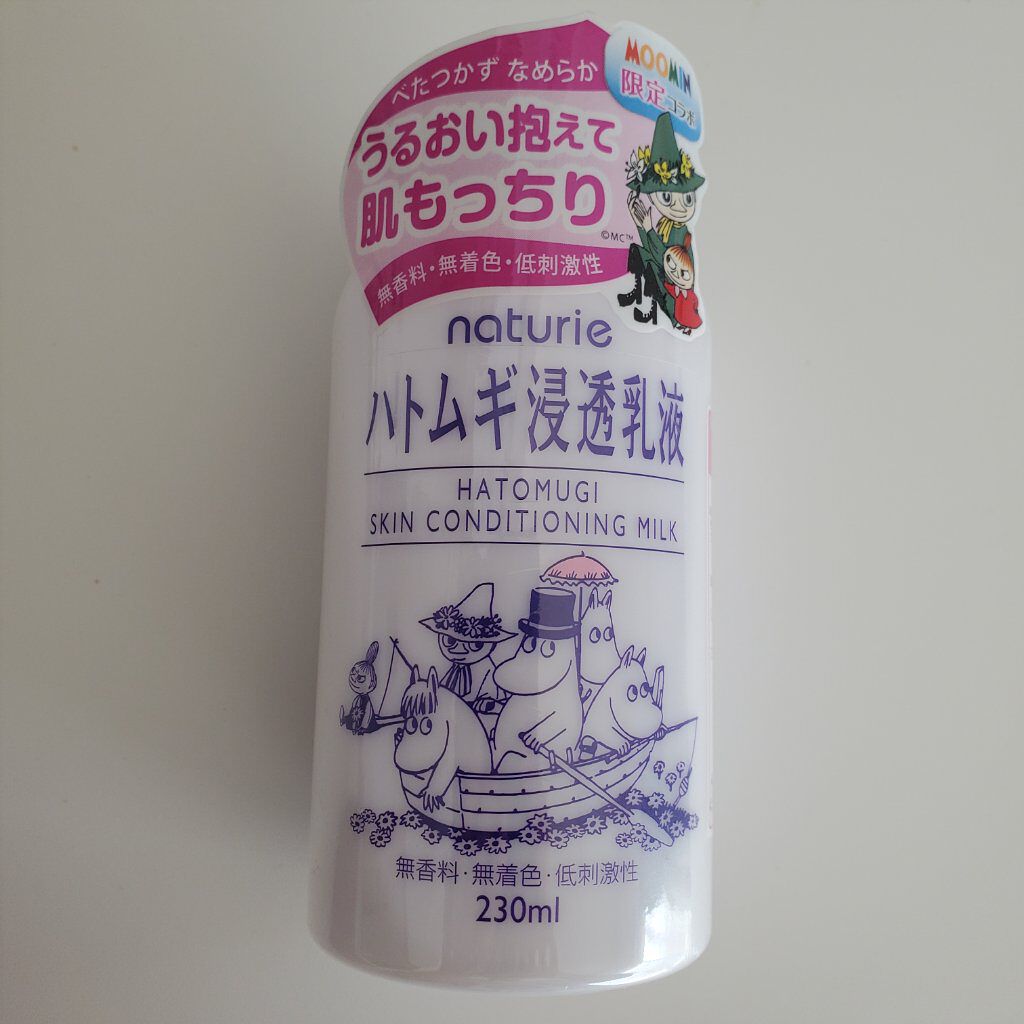 べたつかず なめらか
MOOMIN
限定コラボ
うるおい抱えて
肌もっちり
©MC™
無香料・無着色・低刺激性
naturie
ハトムギ浸透乳液
HATOMUGI
SKIN CONDITIONING MILK
無香料・無着色・低刺激性
230ml